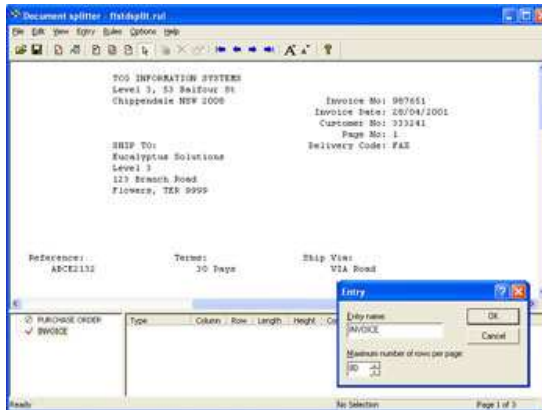 Document splitter - flstdsplit.rul
File Edit View Entry Rules Options Help
TCG INFORMATION SYSTEMS
Level 3, 53 Balfour St
Chippendale NSW 2008
Invoice No: 987651
Invoice Date: 28/04/2001
Customer No: 333241
Page No: 1
Delivery Code: FAX
SHIP TO:
Eucalyptus Solutions
Level 3
123 Branch Road
Flowers, TER 9999
Reference: Terms: Ship Via:
ABCE2132 30 Days VIA Road
PURCHASE ORDER
INVOICE
Type Column Row Length Height
Entry
Entry name:
INVOICE
OK
Cancel
Maximum number of rows per page:
80
Ready No Selection Page 1 of 3